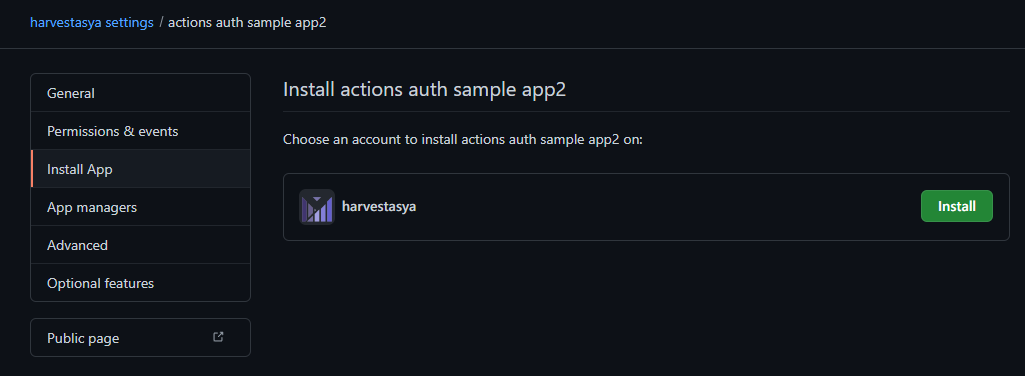 harvestasya settings / actions auth sample app2
General
Permissions & events
Install App
App managers
Advanced
Optional features
Public page
Install actions auth sample app2
Choose an account to install actions auth sample app2 on:
harvestasya
Install